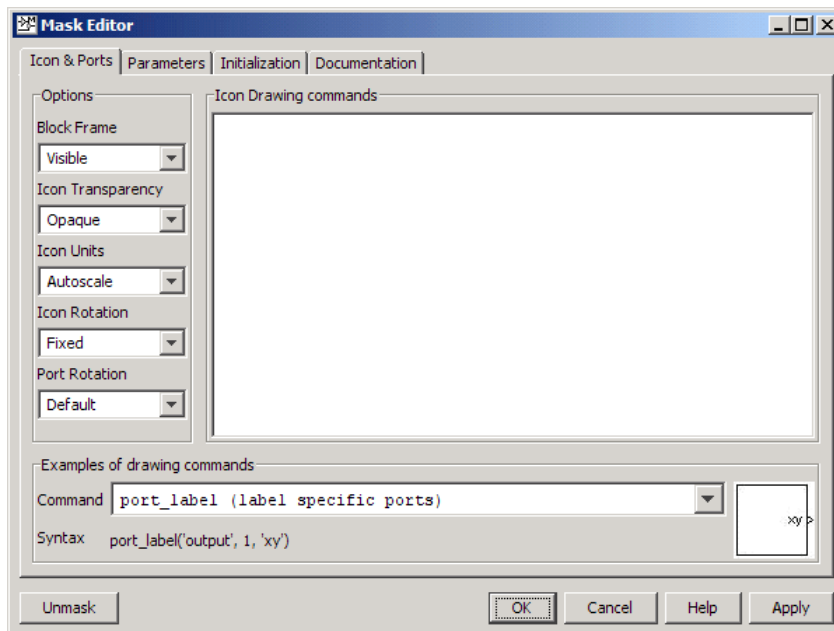 Mask Editor
Icon & Ports Parameters Initialization Documentation
Options
Block Frame
Visible
Icon Transparency
Opaque
Icon Units
Autoscale
Icon Rotation
Fixed
Port Rotation
Default
Icon Drawing commands
Examples of drawing commands
Command port_label (label specific ports)
Syntax port_label('output', 1, 'xy')
xy
Unmask OK Cancel Help Apply